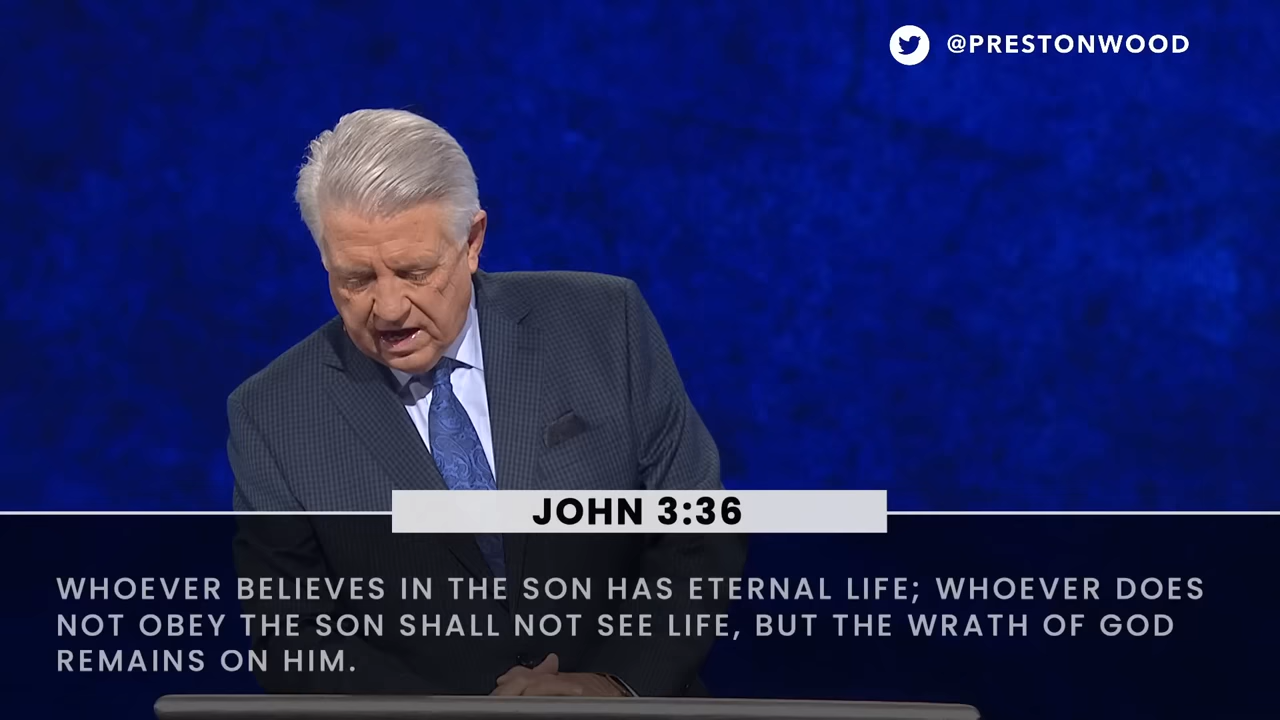 @PRESTONWOOD
JOHN 3:36
WHOEVER BELIEVES IN THE SON HAS ETERNAL LIFE; WHOEVER DOES
NOT OBEY THE SON SHALL NOT SEE LIFE, BUT THE WRATH OF GOD
REMAINS ON HIM.